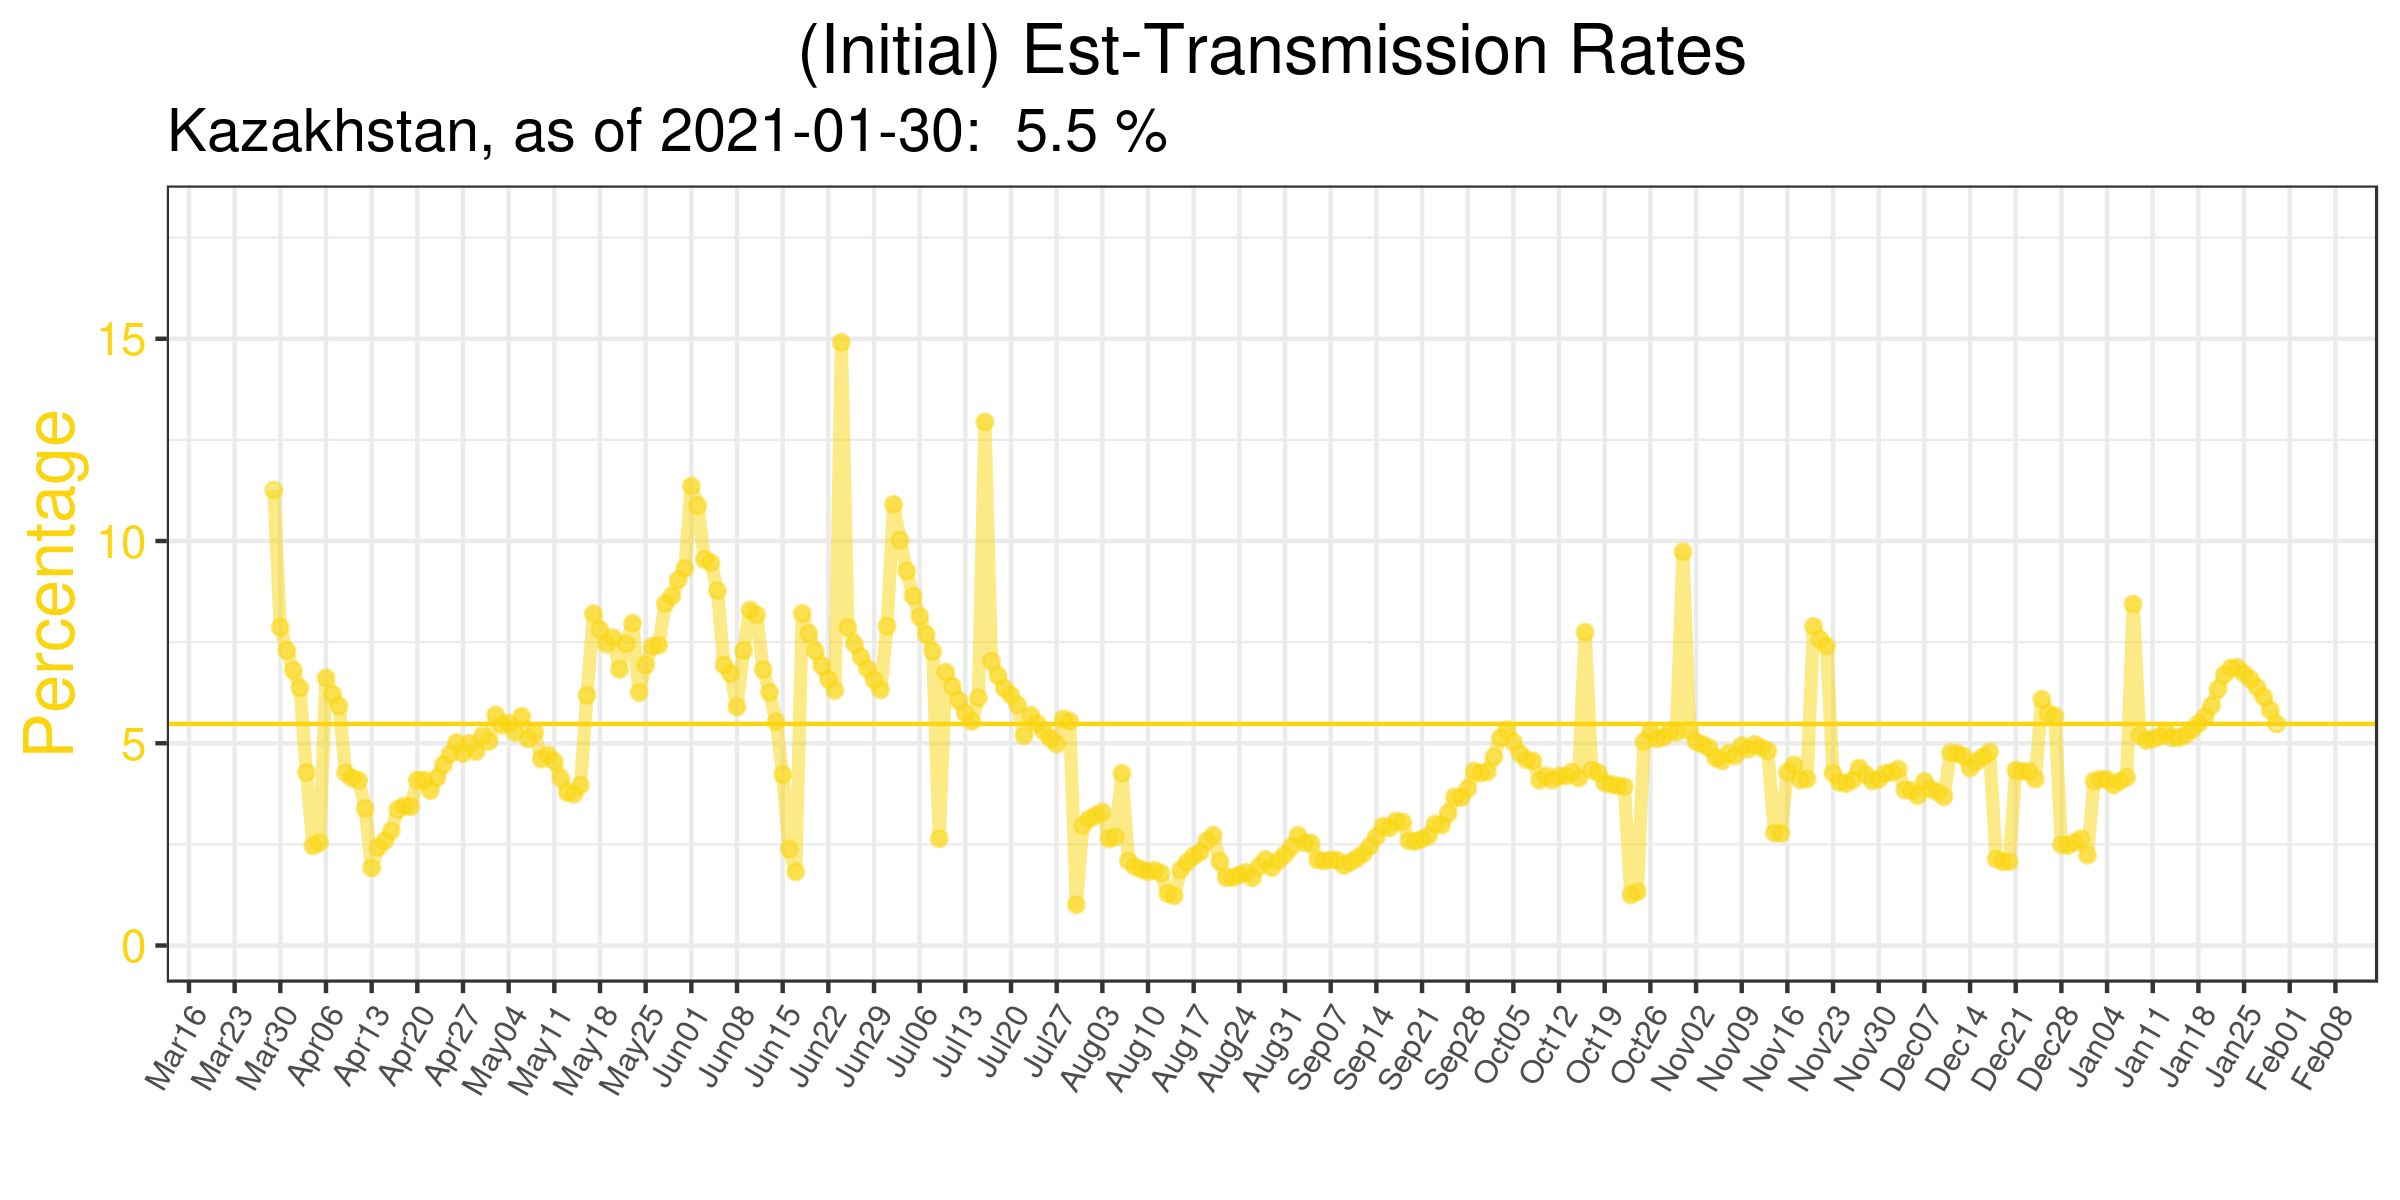 (Initial) Est-Transmission Rates
Kazakhstan, as of 2021-01-30:  5.5 %
Percentage
15
10
5
0
Mar16 Mar23 Mar30 Apr06 Apr13 Apr20 Apr27 May04 May11 May18 May25 Jun01 Jun08 Jun15 Jun22 Jun29 Jul06 Jul13 Jul20 Jul27 Aug03 Aug10 Aug17 Aug24 Aug31 Sep07 Sep14 Sep21 Sep28 Oct05 Oct12 Oct19 Oct26 Nov02 Nov09 Nov16 Nov23 Nov30 Dec07 Dec14 Dec21 Dec28 Jan04 Jan11 Jan18 Jan25 Feb01 Feb08